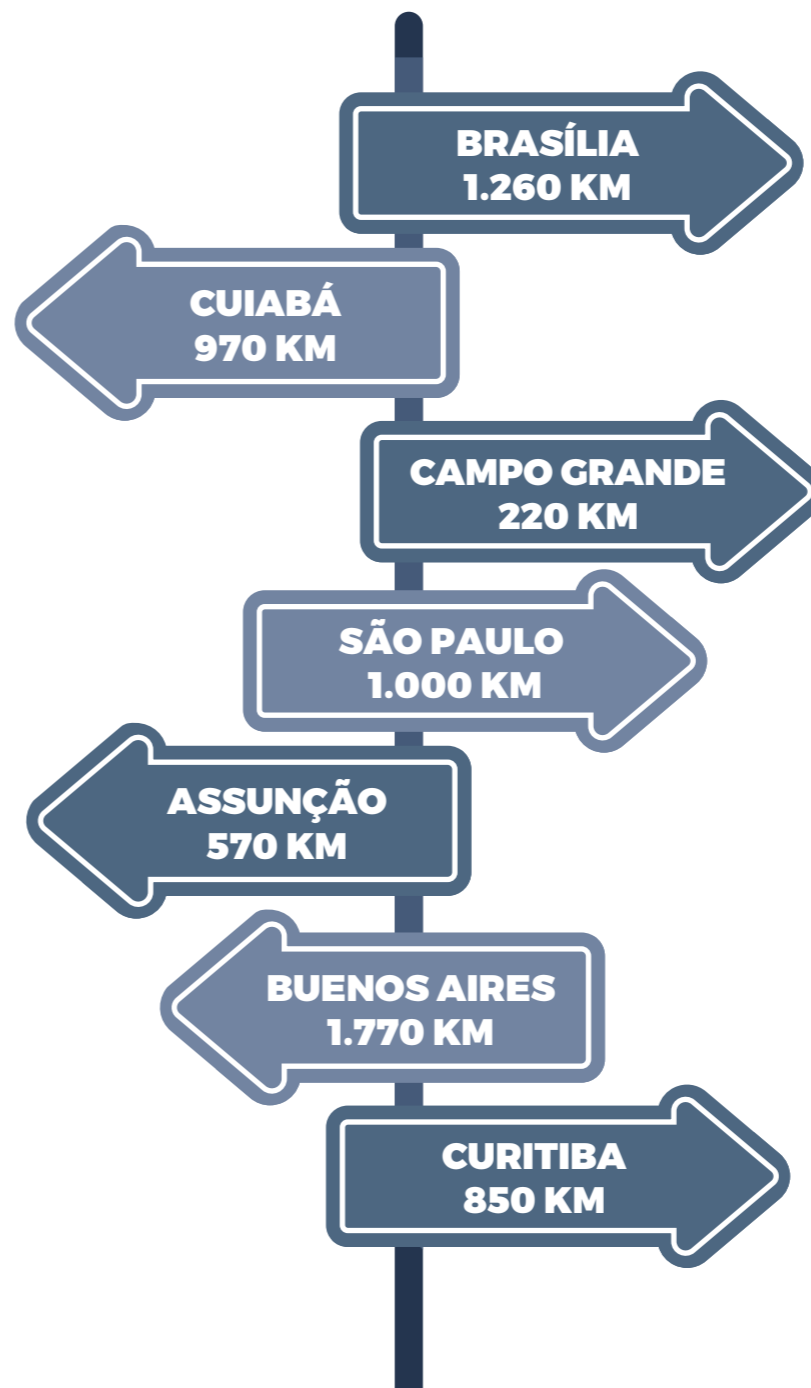 BRASÍLIA
1.260 KM
CUIABÁ
970 KM
CAMPO GRANDE
220 KM
SÃO PAULO
1.000 KM
ASSUNÇÃO
570 KM
BUENOS AIRES
1.770 KM
CURITIBA
850 KM